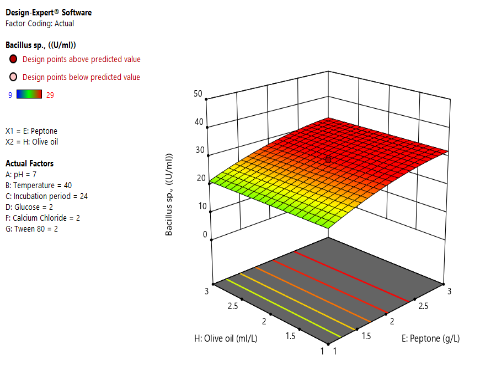 Design-Expert® Software
Factor Coding: Actual
Bacillus sp., ((U/ml))
Design points above predicted value
Design points below predicted value
9 29
X1 = E: Peptone
X2 = H: Olive oil
Actual Factors
A: pH = 7
B: Temperature = 40
C: Incubation period = 24
D: Glucose = 2
F: Calcium Chloride = 2
G: Tween 80 = 2
Bacillus sp., ((U/ml))
50
40
30
20
10
0
3
2.5
2
1.5
1
H: Olive oil (ml/L)
1
1.5
2
2.5
3
E: Peptone (g/L)